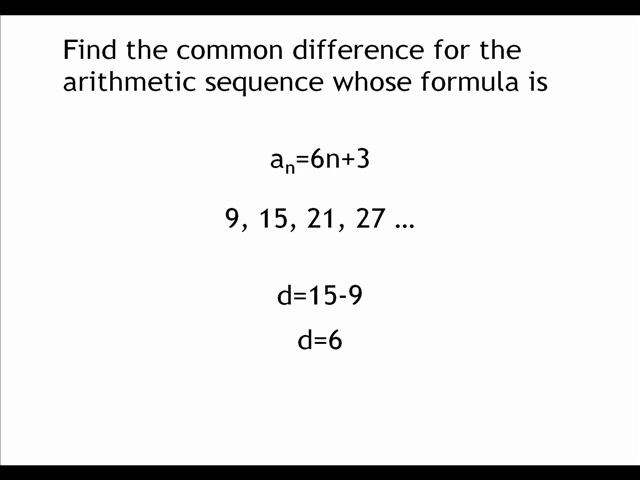 Find the common difference for the
arithmetic sequence whose formula is
aₙ=6n+3
9, 15, 21, 27 ...
d=15-9
d=6